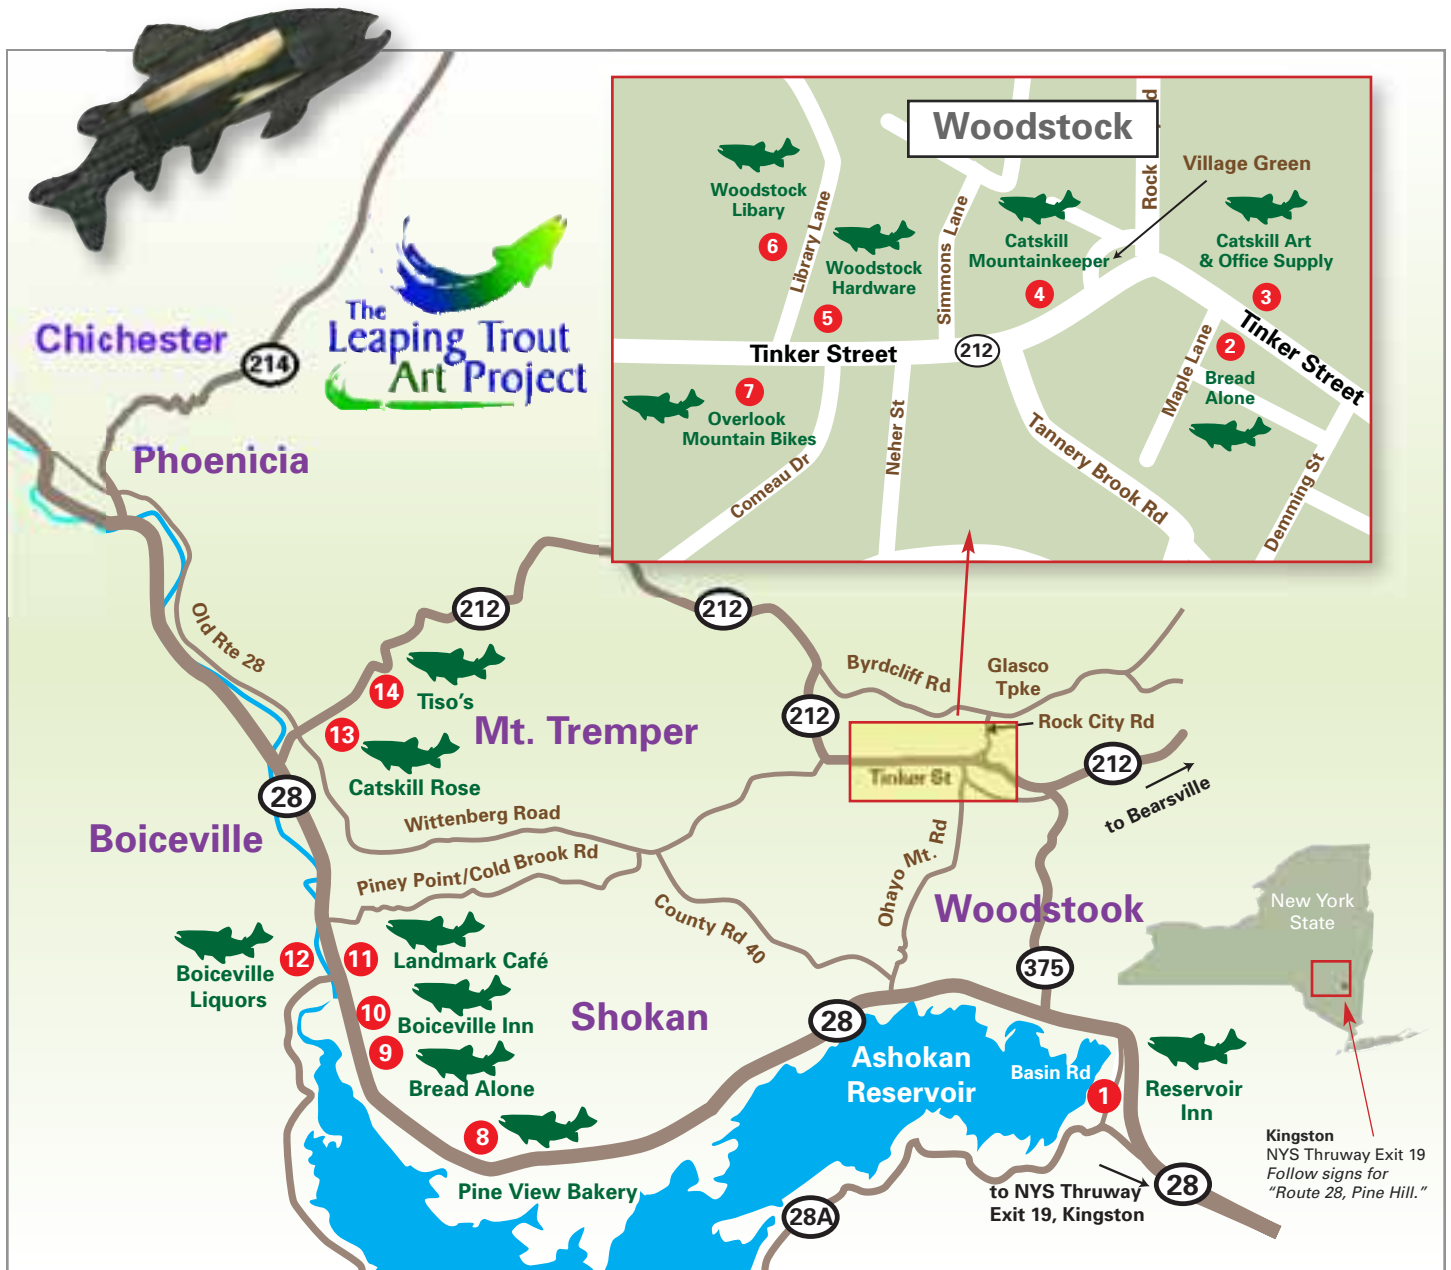 Woodstock
Rock
d
Village Green
Woodstock
Libary
6
Library Lane
Woodstock
Hardware
5
Simmons Lane
Catskill
Mountainkeeper
4
Catskill Art
& Office Supply
3
Tinker Street
212
Tinker Street
2
Bread
Alone
Maple Lane
7
Overlook
Mountain Bikes
Comeau Dr
Neher St
Tannery Brook Rd
Demming St
The
Leaping Trout
Art Project
Chichester
214
Phoenicia
Old Rte 28
212
212
14
Tiso's
13
Catskill Rose
Mt. Tremper
Byrdcliff Rd
Glasco
Tpke
212
Rock City Rd
Tinker St
212
to Bearsville
28
Boiceville
Wittenberg Road
Piney Point/Cold Brook Rd
County Rd 40
Ohayo Mt. Rd
Woodstook
375
New York
State
12
Boiceville
Liquors
11
Landmark Café
10
Boiceville Inn
9
Bread Alone
Shokan
28
Ashokan
Reservoir
Basin Rd
1
Reservoir
Inn
8
Pine View Bakery
28A
to NYS Thruway
Exit 19, Kingston
28
Kingston
NYS Thruway Exit 19
Follow signs for
"Route 28, Pine Hill."